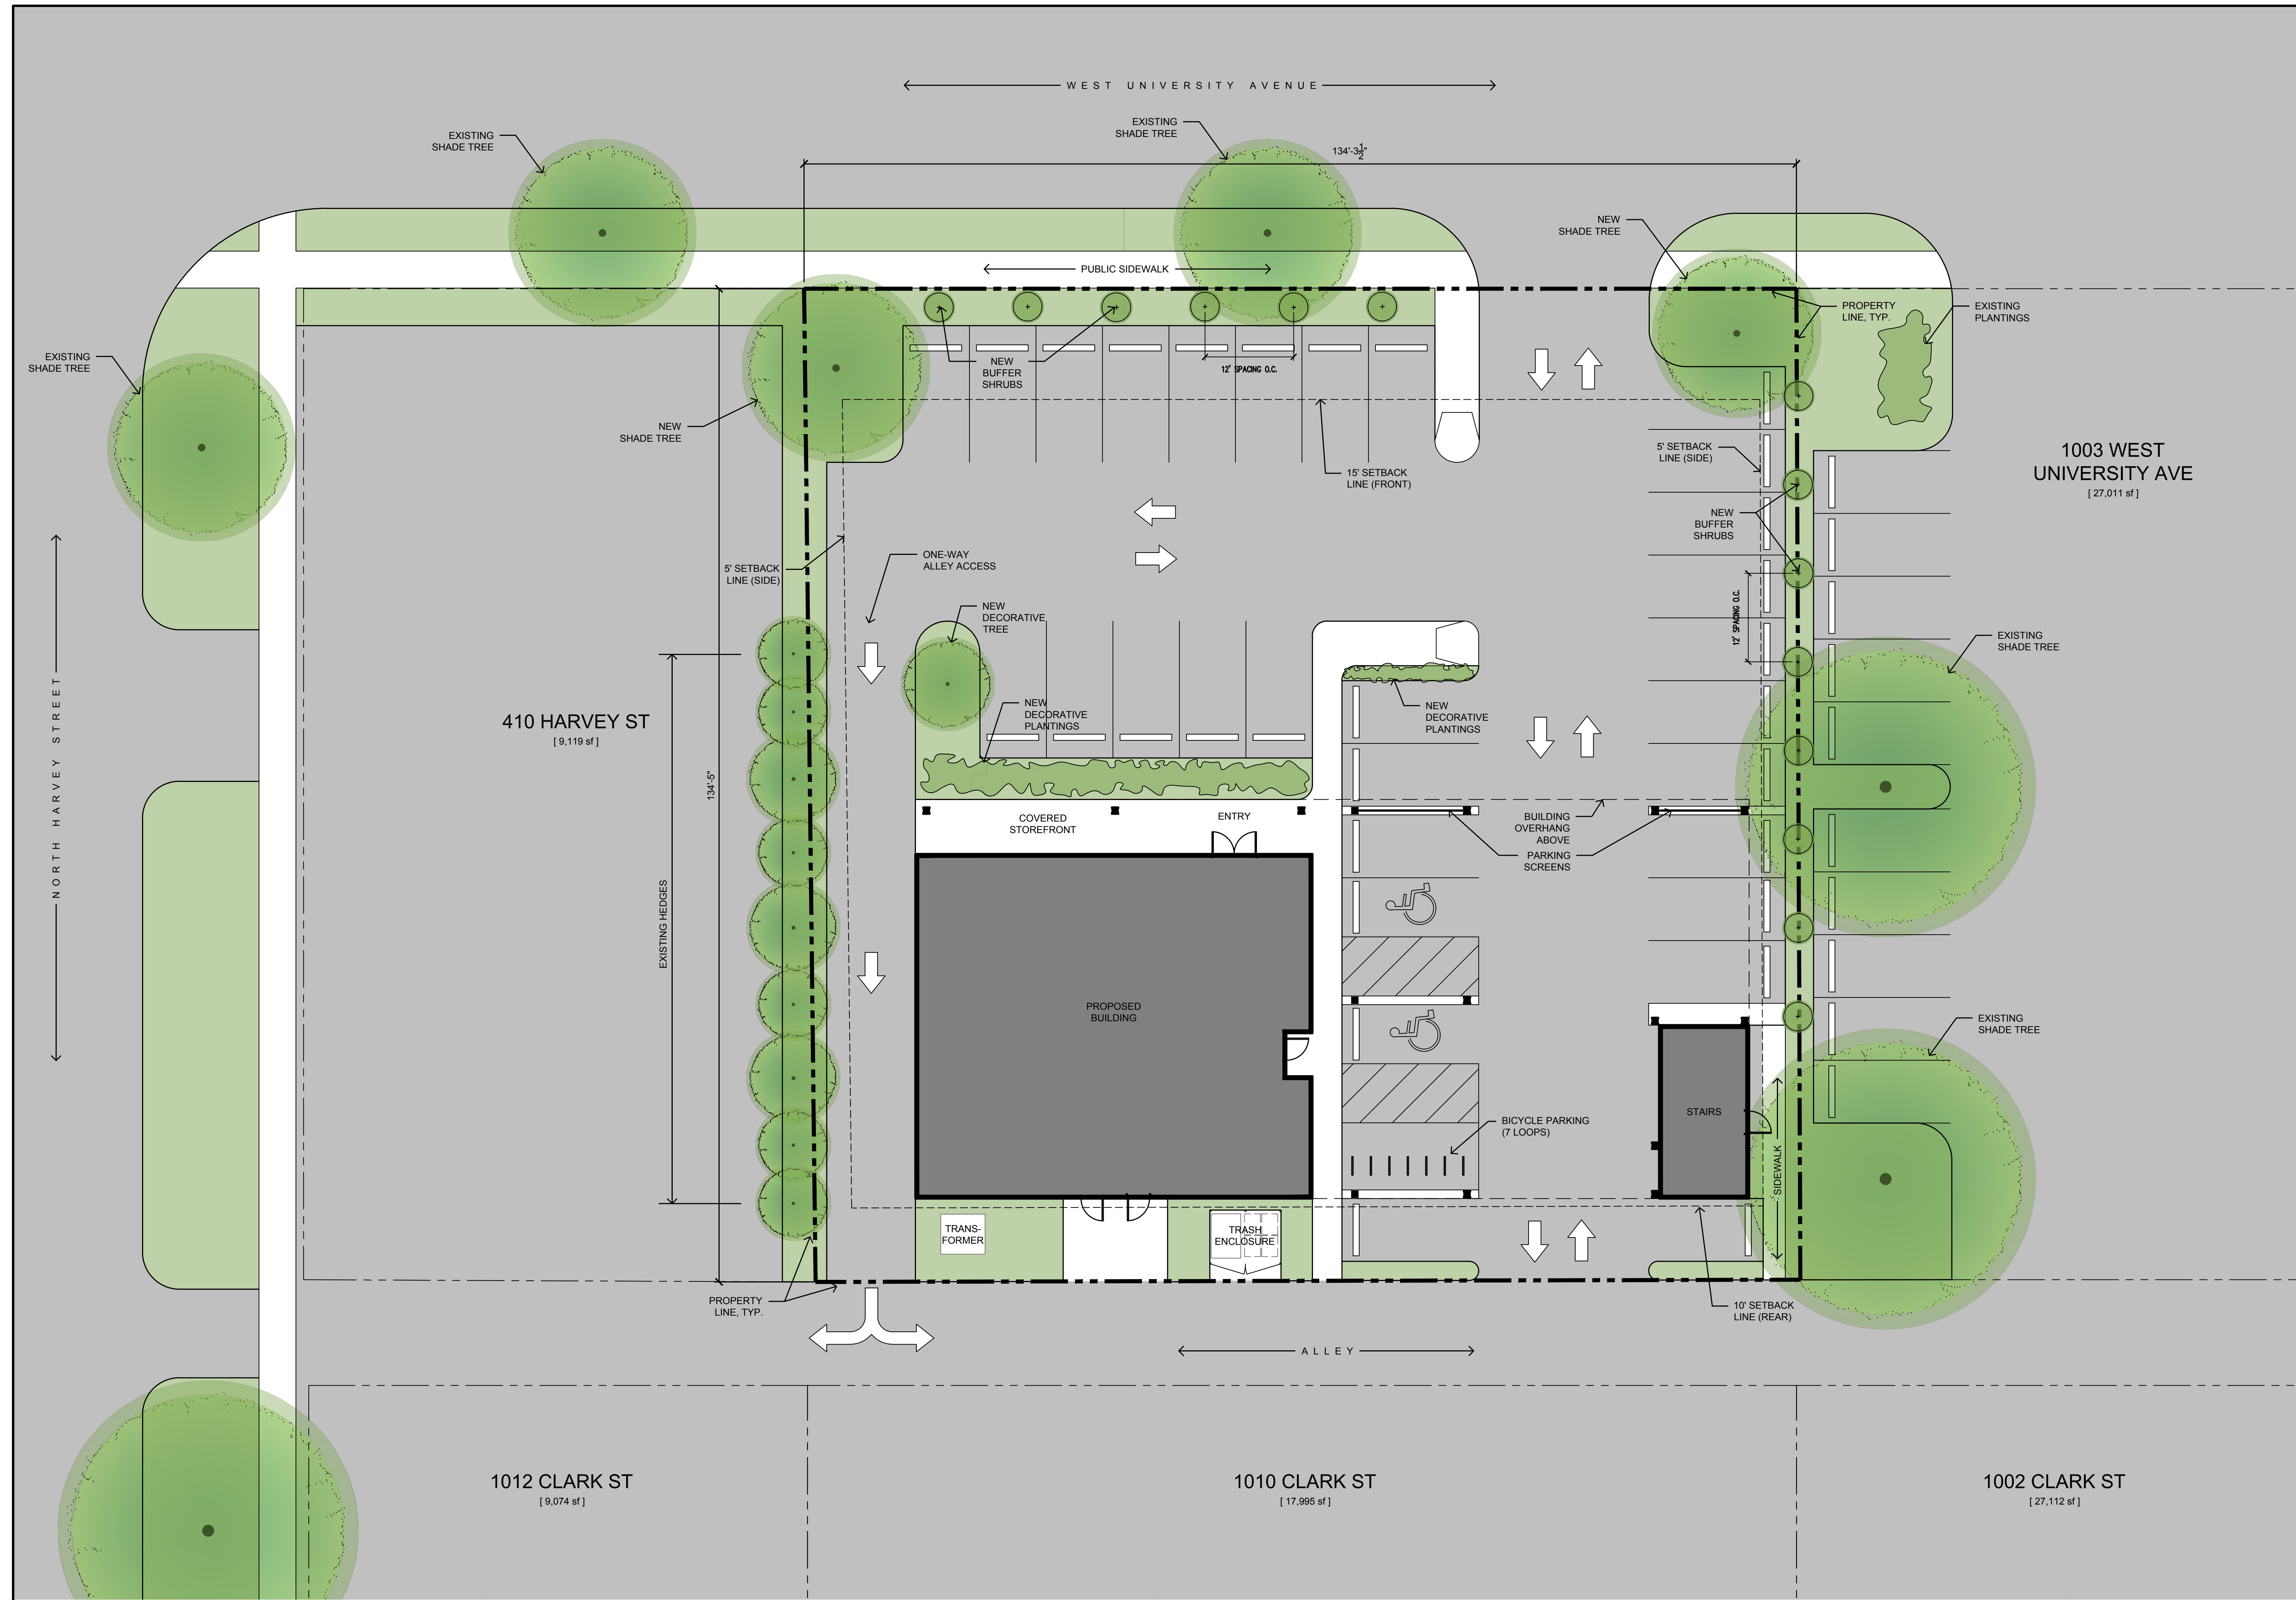 WEST UNIVERSITY AVENUE
EXISTING
SHADE TREE
EXISTING
SHADE TREE
134'-3 1/2"
NEW
SHADE TREE
PUBLIC SIDEWALK
PROPERTY
LINE, TYP.
EXISTING
PLANTINGS
EXISTING
SHADE TREE
NEW
BUFFER
SHRUBS
12' SPACING O.C.
NEW
SHADE TREE
15' SETBACK
LINE (FRONT)
5' SETBACK
LINE (SIDE)
1003 WEST
UNIVERSITY AVE
[ 27,011 sf ]
NEW
BUFFER
SHRUBS
5' SETBACK
LINE (SIDE)
ONE-WAY
ALLEY ACCESS
12' SPACING O.C.
NEW
DECORATIVE
TREE
EXISTING
SHADE TREE
NORTH HARVEY STREET
410 HARVEY ST
[ 9,119 sf ]
134'-5"
NEW
DECORATIVE
PLANTINGS
NEW
DECORATIVE
PLANTINGS
COVERED
STOREFRONT
ENTRY
BUILDING
OVERHANG
ABOVE
PARKING
SCREENS
EXISTING HEDGES
PROPOSED
BUILDING
EXISTING
SHADE TREE
STAIRS
BICYCLE PARKING
(7 LOOPS)
SIDEWALK
TRANS-
FORMER
TRASH
ENCLOSURE
PROPERTY
LINE, TYP.
10' SETBACK
LINE (REAR)
ALLEY
1012 CLARK ST
[ 9,074 sf ]
1010 CLARK ST
[ 17,995 sf ]
1002 CLARK ST
[ 27,112 sf ]